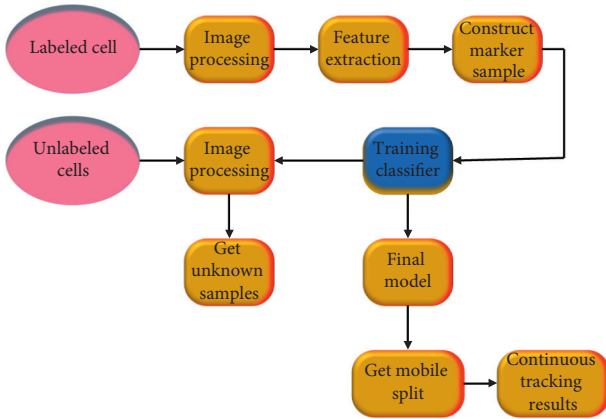 Labeled cell
Image
processing
Feature
extraction
Construct
marker
sample
Unlabeled
cells
Image
processing
Training
classifier
Get
unknown
samples
Final
model
Get mobile
split
Continuous
tracking
results